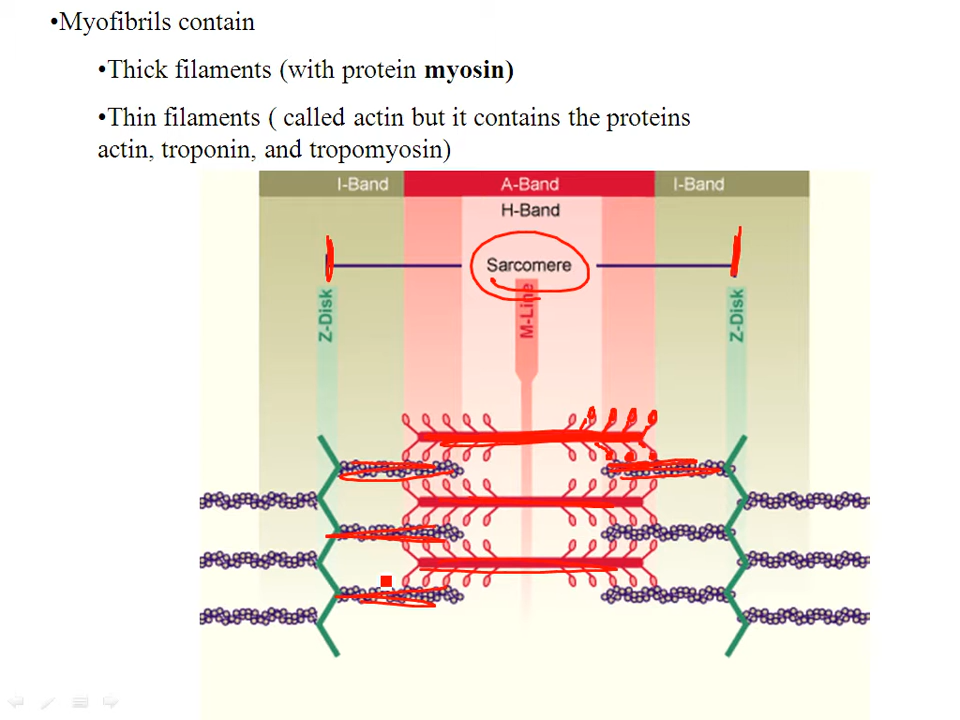 •Myofibrils contain
•Thick filaments (with protein myosin)
•Thin filaments ( called actin but it contains the proteins
actin, troponin, and tropomyosin)
I-Band
A-Band
I-Band
H-Band
Sarcomere
Z-Disk
M-Line
Z-Disk